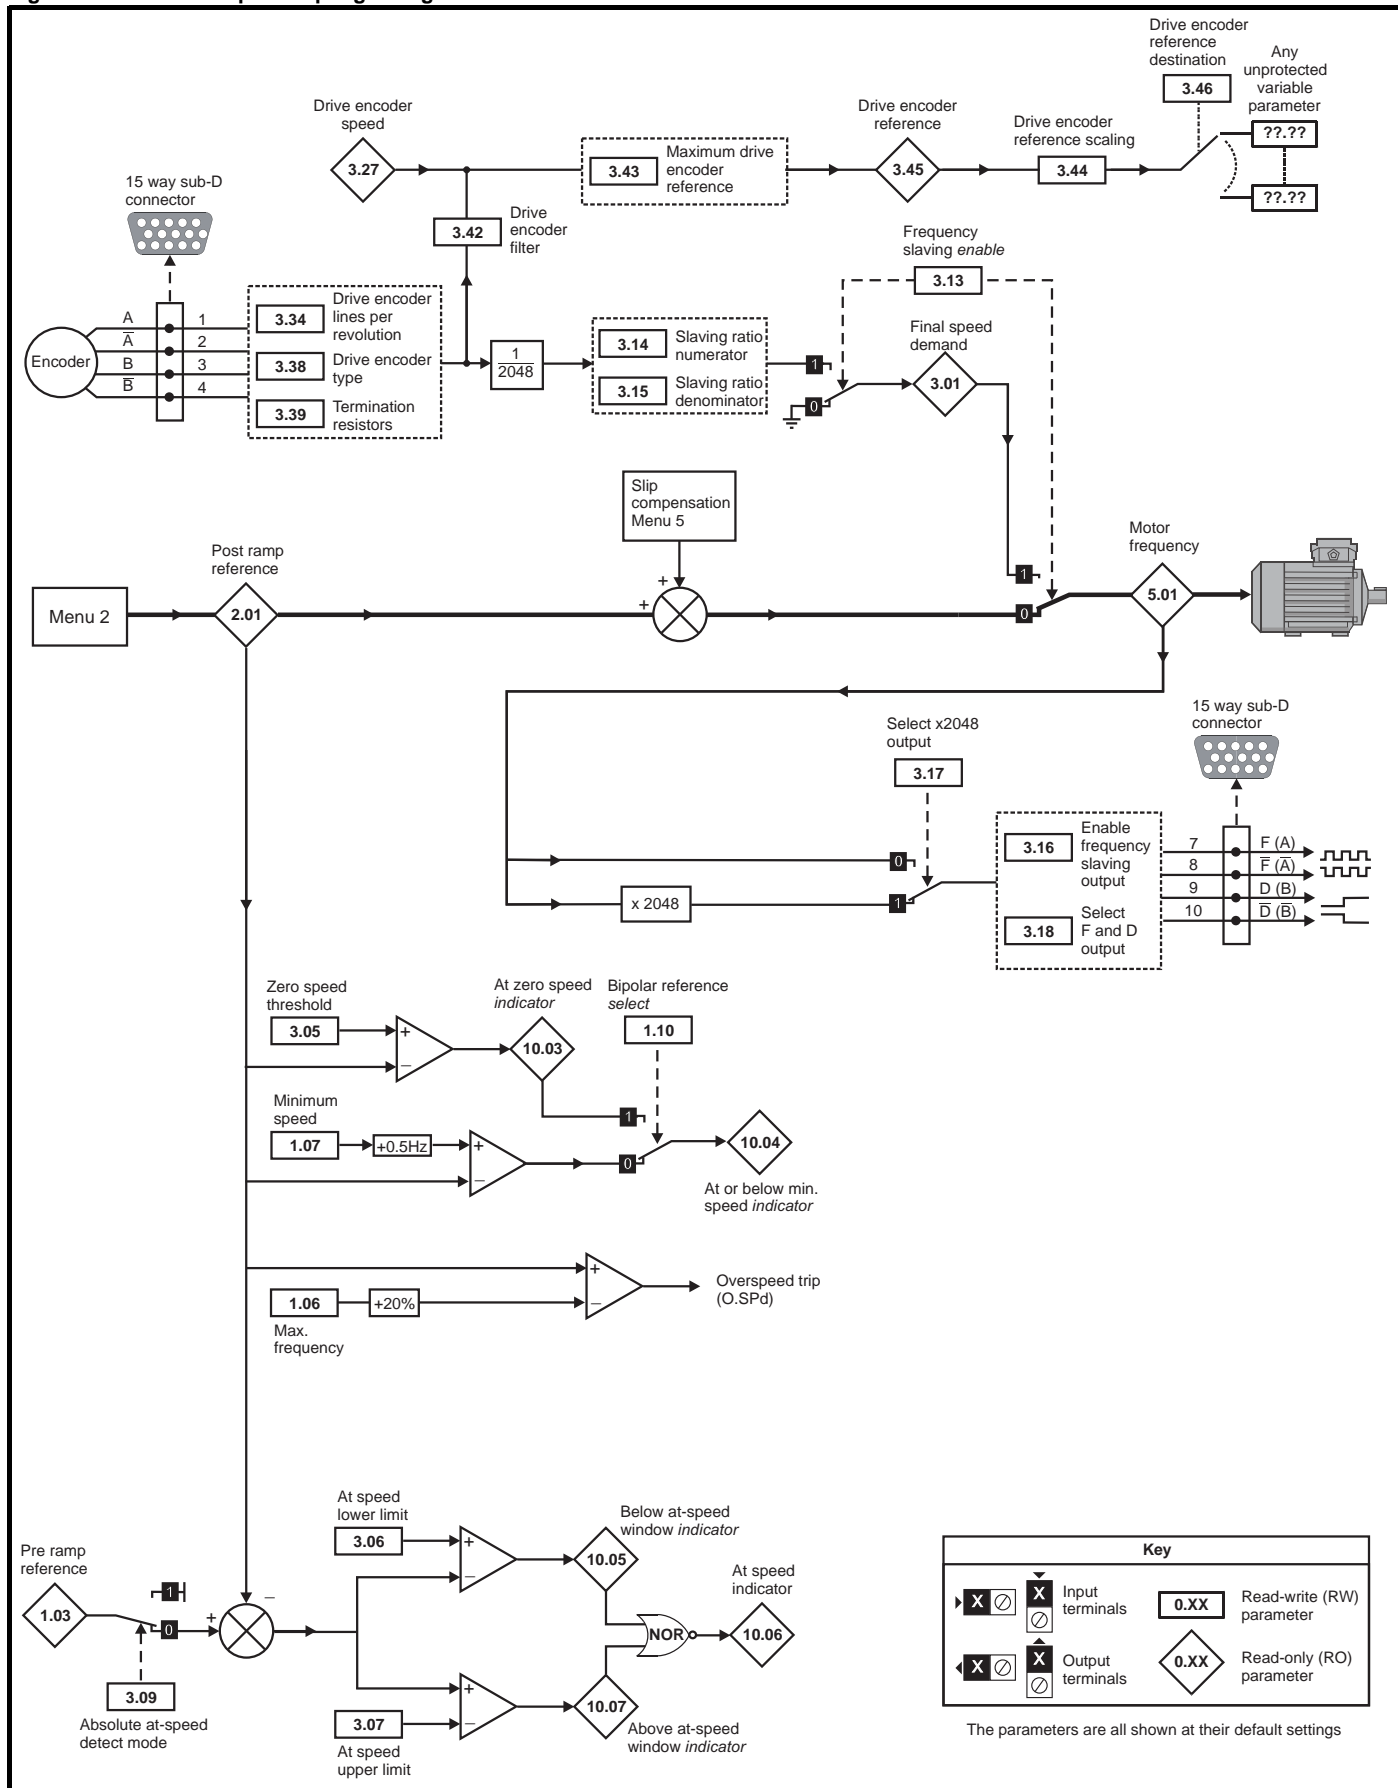 Drive encoder
reference
destination
3.46
Any
unprotected
variable
parameter
??.??
??.??
Drive encoder
speed
3.27
3.43
Maximum drive
encoder
reference
Drive encoder
reference
3.45
Drive encoder
reference scaling
3.44
15 way sub-D
connector
3.42
Drive
encoder
filter
Frequency
slaving enable
3.13
Encoder
A
A
B
B
1
2
3
4
3.34
Drive encoder
lines per
revolution
3.38
Drive encoder
type
3.39
Termination
resistors
1
2048
3.14
Slaving ratio
numerator
3.15
Slaving ratio
denominator
1
0
Final speed
demand
3.01
Slip
compensation
Menu 5
Menu 2
Post ramp
reference
2.01
+
+
1
0
Motor
frequency
5.01
Select x2048
output
3.17
0
x 2048
1
3.16
Enable
frequency
slaving
output
3.18
Select
F and D
output
15 way sub-D
connector
7
8
9
10
F (A)
F (A)
D (B)
D (B)
Zero speed
threshold
3.05
+
−
At zero speed
indicator
10.03
Bipolar reference
select
1.10
Minimum
speed
1.07
+0.5Hz
+
−
1
0
10.04
At or below min.
speed indicator
+
−
Overspeed trip
(O.SPd)
1.06
+20%
Max.
frequency
Pre ramp
reference
1.03
1
0
3.09
Absolute at-speed
detect mode
+
−
At speed
lower limit
3.06
+
−
Below at-speed
window indicator
10.05
NOR
At speed
indicator
10.06
+
−
3.07
At speed
upper limit
10.07
Above at-speed
window indicator
Key
X
X
Input
terminals
0.XX
Read-write (RW)
parameter
X
X
Output
terminals
0.XX
Read-only (RO)
parameter
The parameters are all shown at their default settings